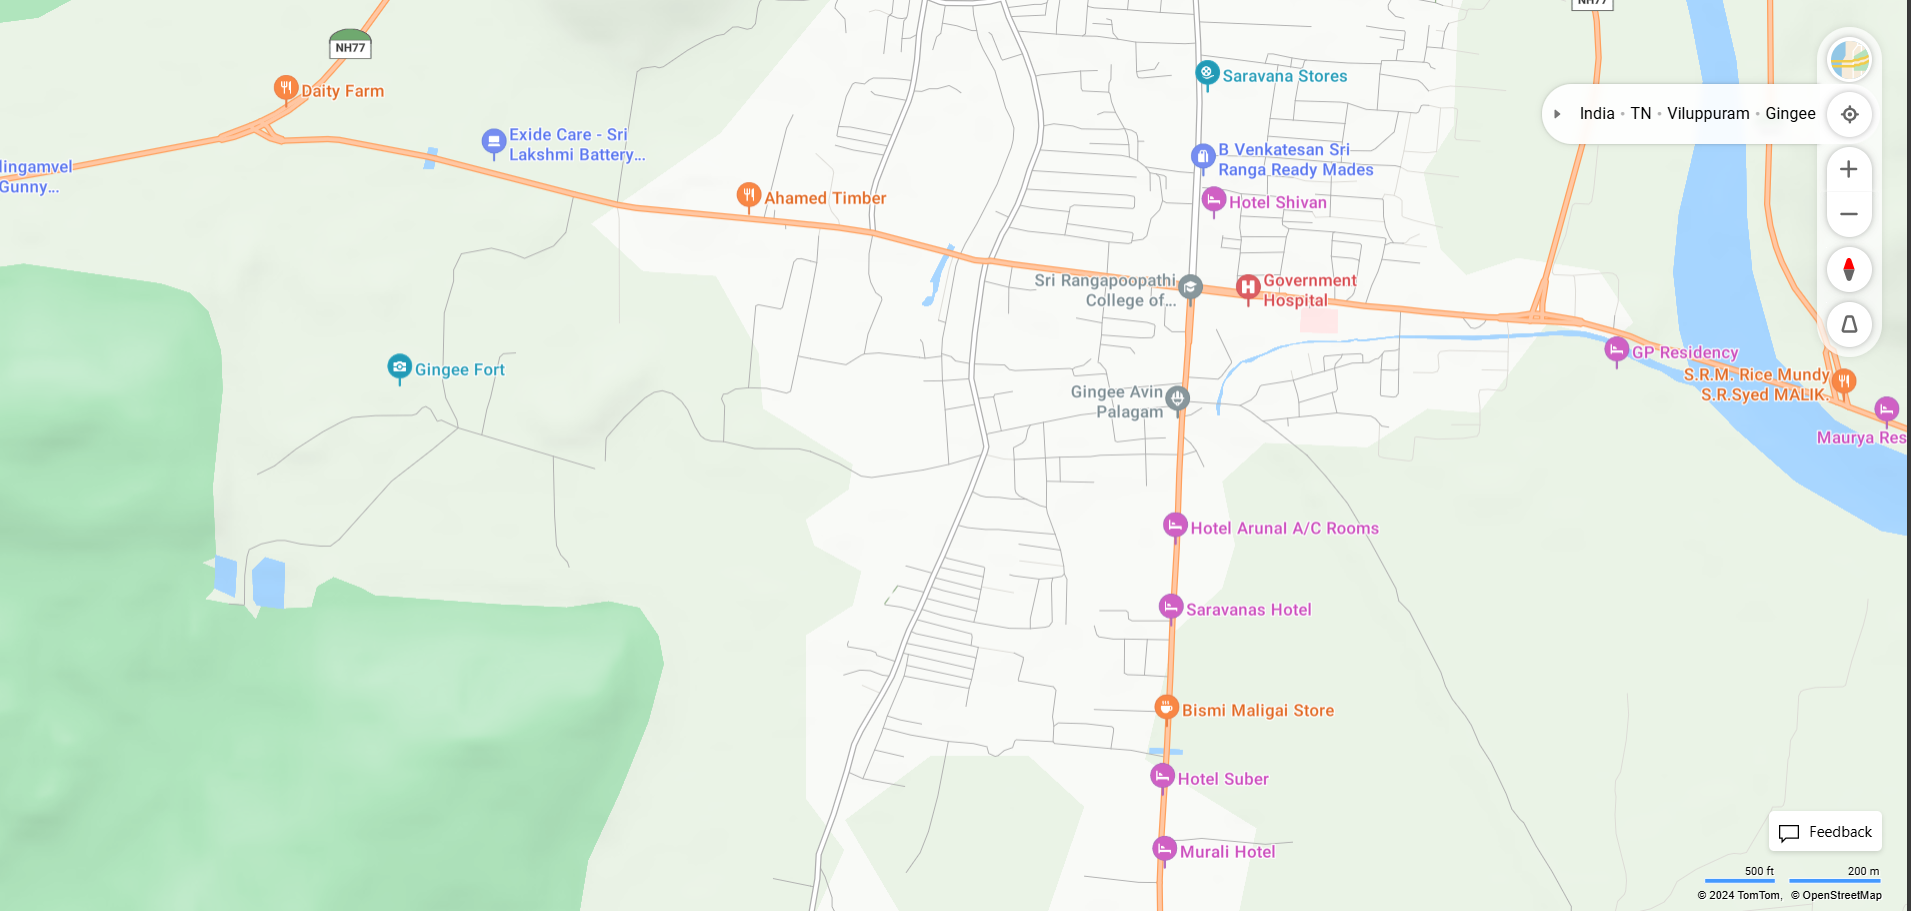 NH77
NH77
Saravana Stores
Daity Farm
India • TN • Viluppuram • Gingee
Exide Care - Sri
Lakshmi Battery...
B Venkatesan Sri
Ranga Ready Mades
lingamvel
Gunny...
Ahamed Timber
Hotel Shivan
Sri Rangapoopathi
College of...
Government
Hospital
GP Residency
Gingee Fort
S.R.M. Rice Mundy
S.R.Syed MALIK.
Gingee Avin
Palagam
Maurya Res
Hotel Arunal A/C Rooms
Saravanas Hotel
Bismi Maligai Store
Hotel Suber
Feedback
Murali Hotel
500 ft
200 m
© 2024 TomTom, © OpenStreetMap